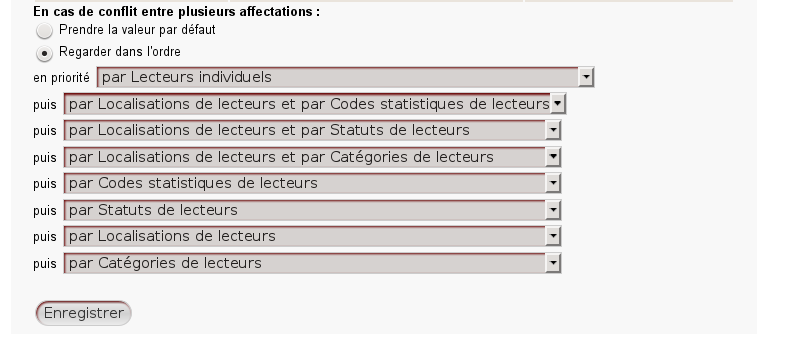 En cas de conflit entre plusieurs affectations :
Prendre la valeur par défaut
Regarder dans l'ordre
en priorité par Lecteurs individuels
puis par Localisations de lecteurs et par Codes statistiques de lecteurs
puis par Localisations de lecteurs et par Statuts de lecteurs
puis par Localisations de lecteurs et par Catégories de lecteurs
puis par Codes statistiques de lecteurs
puis par Statuts de lecteurs
puis par Localisations de lecteurs
puis par Catégories de lecteurs
Enregistrer